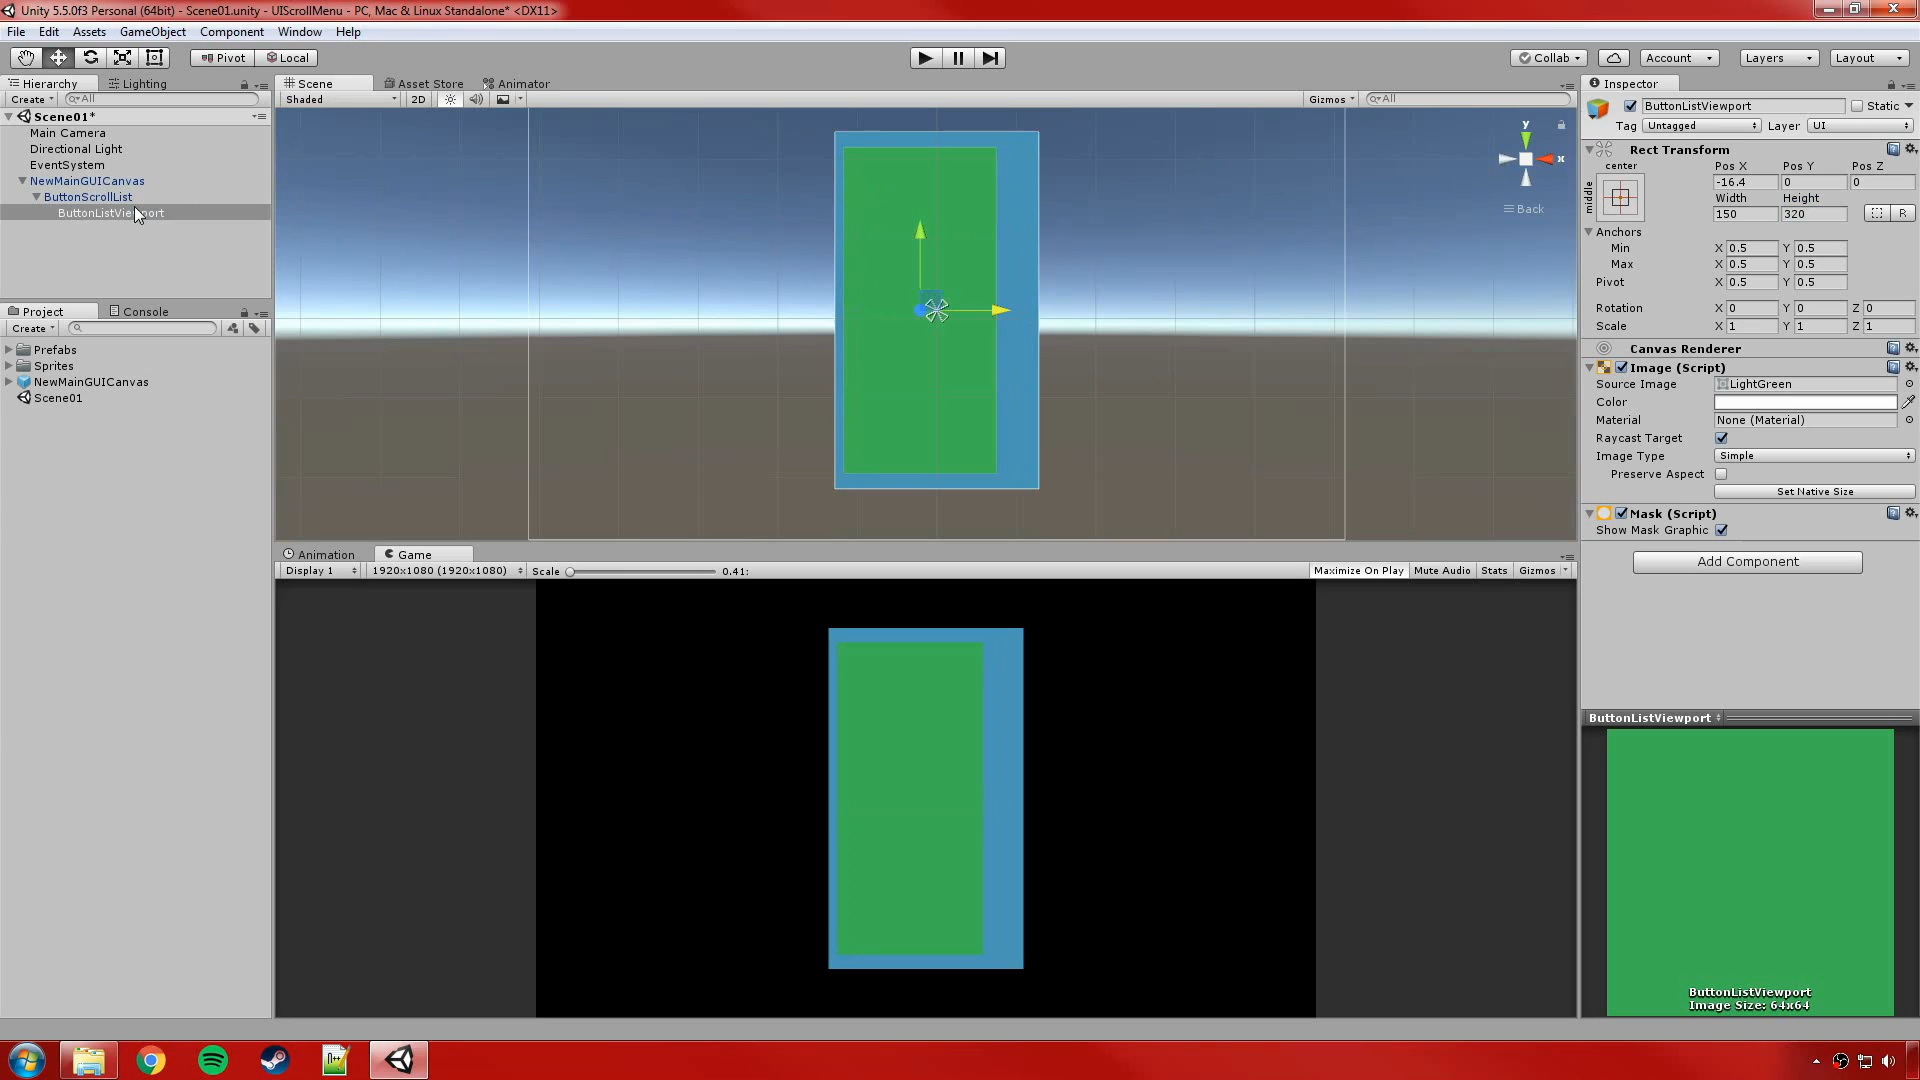 Unity 5.5.0f3 Personal (64bit) - Scene01.unity - UIScrollMenu - PC, Mac & Linux Standalone* <DX11>
File Edit Assets GameObject Component Window Help
Pivot Local Collab Account Layers Layout
Hierarchy Lighting
Create All
Scene01*
Main Camera
Directional Light
EventSystem
NewMainGUICanvas
ButtonScrollList
ButtonListViewport
Project Console
Create
Prefabs
Sprites
NewMainGUICanvas
Scene01
Scene Asset Store Animator
Shaded 2D Gizmos All
y
x
Back
Animation Game
Display 1 1920x1080 (1920x1080) Scale 0.41: Maximize On Play Mute Audio Stats Gizmos
Inspector
ButtonListViewport Static
Tag Untagged Layer UI
Rect Transform
center
middle
Pos X Pos Y Pos Z
-16.4 0 0
Width Height
150 320 R
Anchors
Min X 0.5 Y 0.5
Max X 0.5 Y 0.5
Pivot X 0.5 Y 0.5
Rotation X 0 Y 0 Z 0
Scale X 1 Y 1 Z 1
Canvas Renderer
Image (Script)
Source Image LightGreen
Color
Material None (Material)
Raycast Target
Image Type Simple
Preserve Aspect
Set Native Size
Mask (Script)
Show Mask Graphic
Add Component
ButtonListViewport
ButtonListViewport
Image Size: 64x64